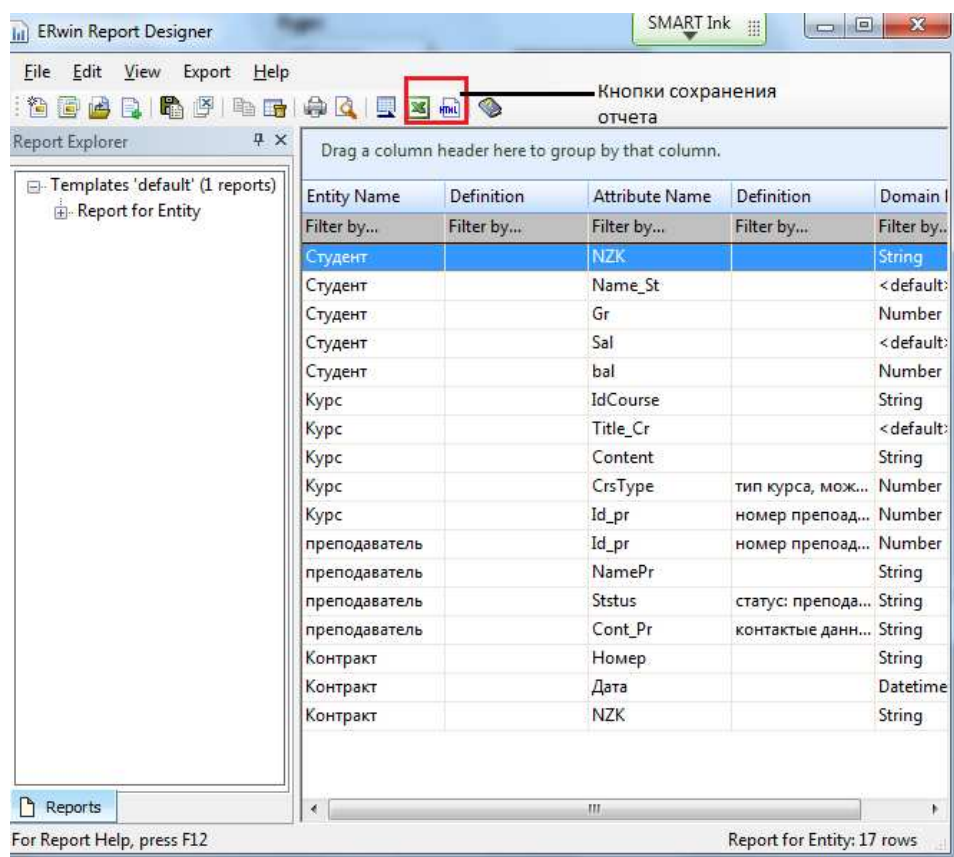 ERwin Report Designer
SMART Ink
File Edit View Export Help
HTML
Кнопки сохранения
отчета
Report Explorer
Drag a column header here to group by that column.
Templates 'default' (1 reports)
Report for Entity
Entity Name Definition Attribute Name Definition Domain
Filter by... Filter by... Filter by... Filter by... Filter by..
Студент NZK String
Студент Name_St <default>
Студент Gr Number
Студент Sal <default>
Студент bal Number
Курс IdCourse String
Курс Title_Cr <default>
Курс Content String
Курс CrsType тип курса, мож... Number
Курс Id_pr номер препоад... Number
преподаватель Id_pr номер препоад... Number
преподаватель NamePr String
преподаватель Ststus статус: препода... String
преподаватель Cont_Pr контактые данн... String
Контракт Номер String
Контракт Дата Datetime
Контракт NZK String
Reports
For Report Help, press F12 Report for Entity: 17 rows